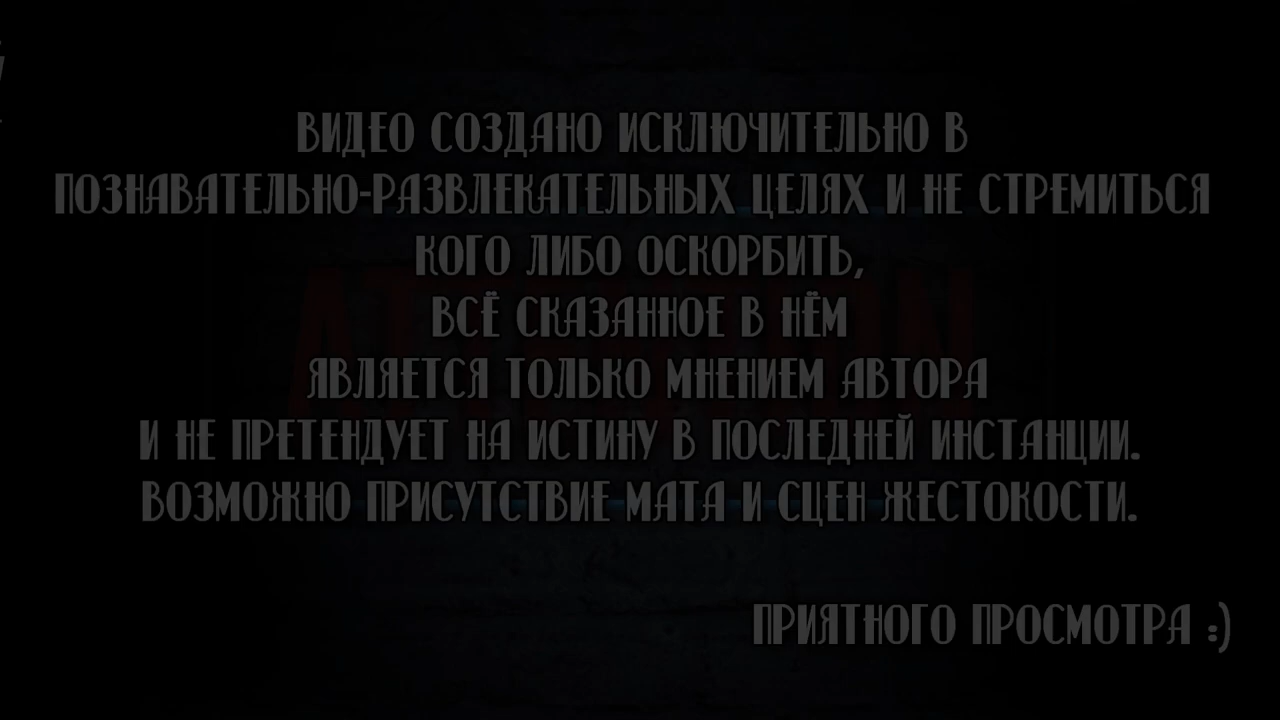 ВИДЕО СОЗДАНО ИСКЛЮЧИТЕЛЬНО В
ПОЗНАВАТЕЛЬНО-РАЗВЛЕКАТЕЛЬНЫХ ЦЕЛЯХ И НЕ СТРЕМИТЬСЯ
КОГО ЛИБО ОСКОРБИТЬ,
ВСЁ СКАЗАННОЕ В НЁМ
ЯВЛЯЕТСЯ ТОЛЬКО МНЕНИЕМ АВТОРА
И НЕ ПРЕТЕНДУЕТ НА ИСТИНУ В ПОСЛЕДНЕЙ ИНСТАНЦИИ.
ВОЗМОЖНО ПРИСУТСТВИЕ МАТА И СЦЕН ЖЕСТОКОСТИ.
ПРИЯТНОГО ПРОСМОТРА :)